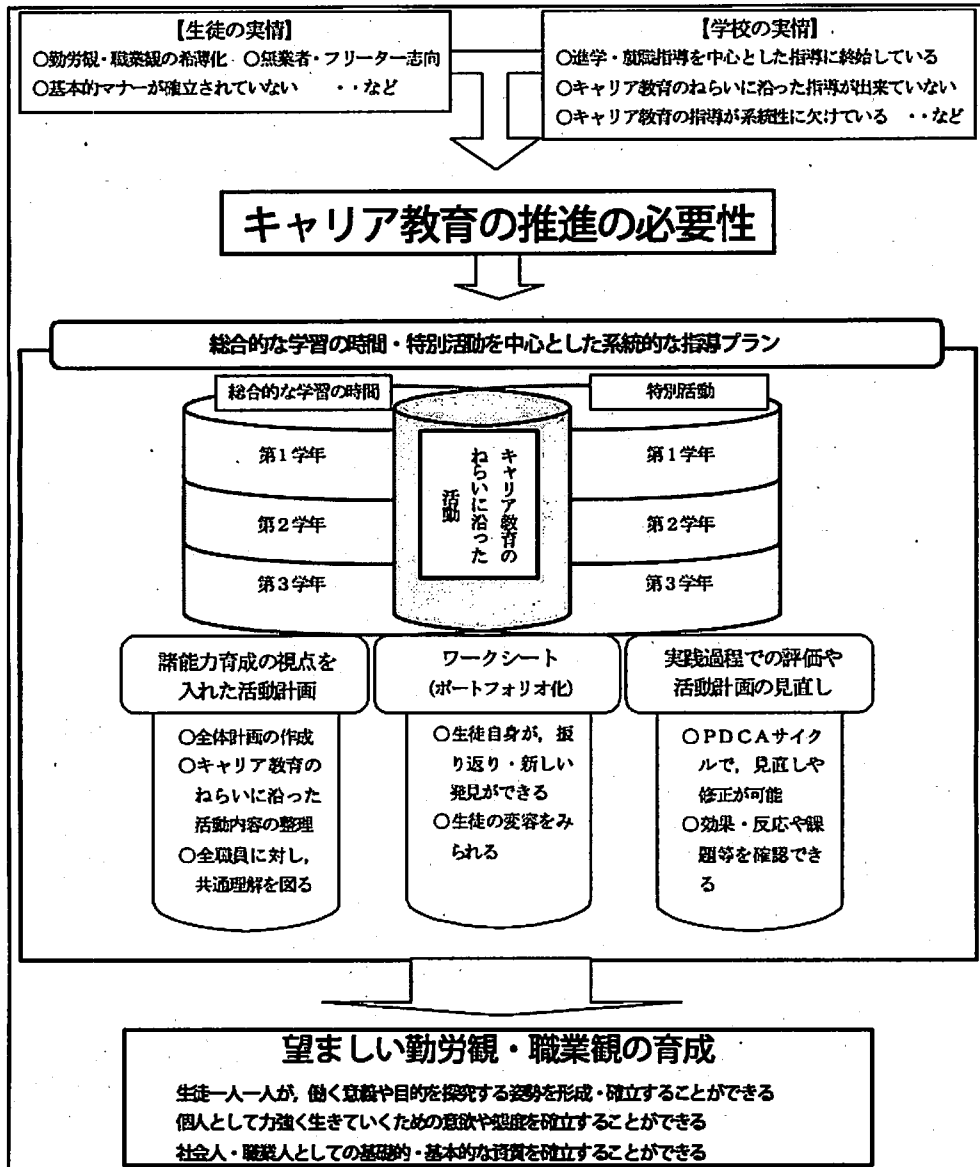 【生徒の実情】
○勤労観・職業観の希薄化 ○無業者・フリーター志向
○基本的マナーが確立されていない ・・など
【学校の実情】
○進学・就職指導を中心とした指導に終始している
○キャリア教育のねらいに沿った指導が出来ていない
○キャリア教育の指導が系統性に欠けている ・・など
キャリア教育の推進の必要性
総合的な学習の時間・特別活動を中心とした系統的な指導プラン
総合的な学習の時間
特別活動
第1学年
第2学年
第3学年
キャリア教育の
ねらいに沿った
活動
第1学年
第2学年
第3学年
諸能力育成の視点を
入れた活動計画
○全体計画の作成
○キャリア教育の
ねらいに沿った
活動内容の整理
○全職員に対し，
共通理解を図る
ワークシート
(ポートフォリオ化)
○生徒自身が，振
り返り・新しい
発見ができる
○生徒の変容をみ
られる
実践過程での評価や
活動計画の見直し
○PDCAサイク
ルで，見直しや
修正が可能
○効果・反応や課
題等を確認でき
る
望ましい勤労観・職業観の育成
生徒一人一人が，働く意義や目的を探究する姿勢を形成・確立することができる
個人として力強く生きていくための意欲や態度を確立することができる
社会人・職業人としての基礎的・基本的な資質を確立することができる